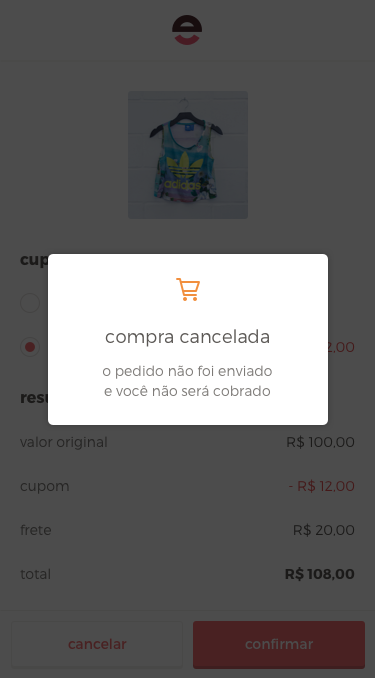 adidas
cup
2,00
compra cancelada
o pedido não foi enviado
e você não será cobrado
resu
valor original R$ 100,00
cupom - R$ 12,00
frete R$ 20,00
total R$ 108,00
cancelar confirmar